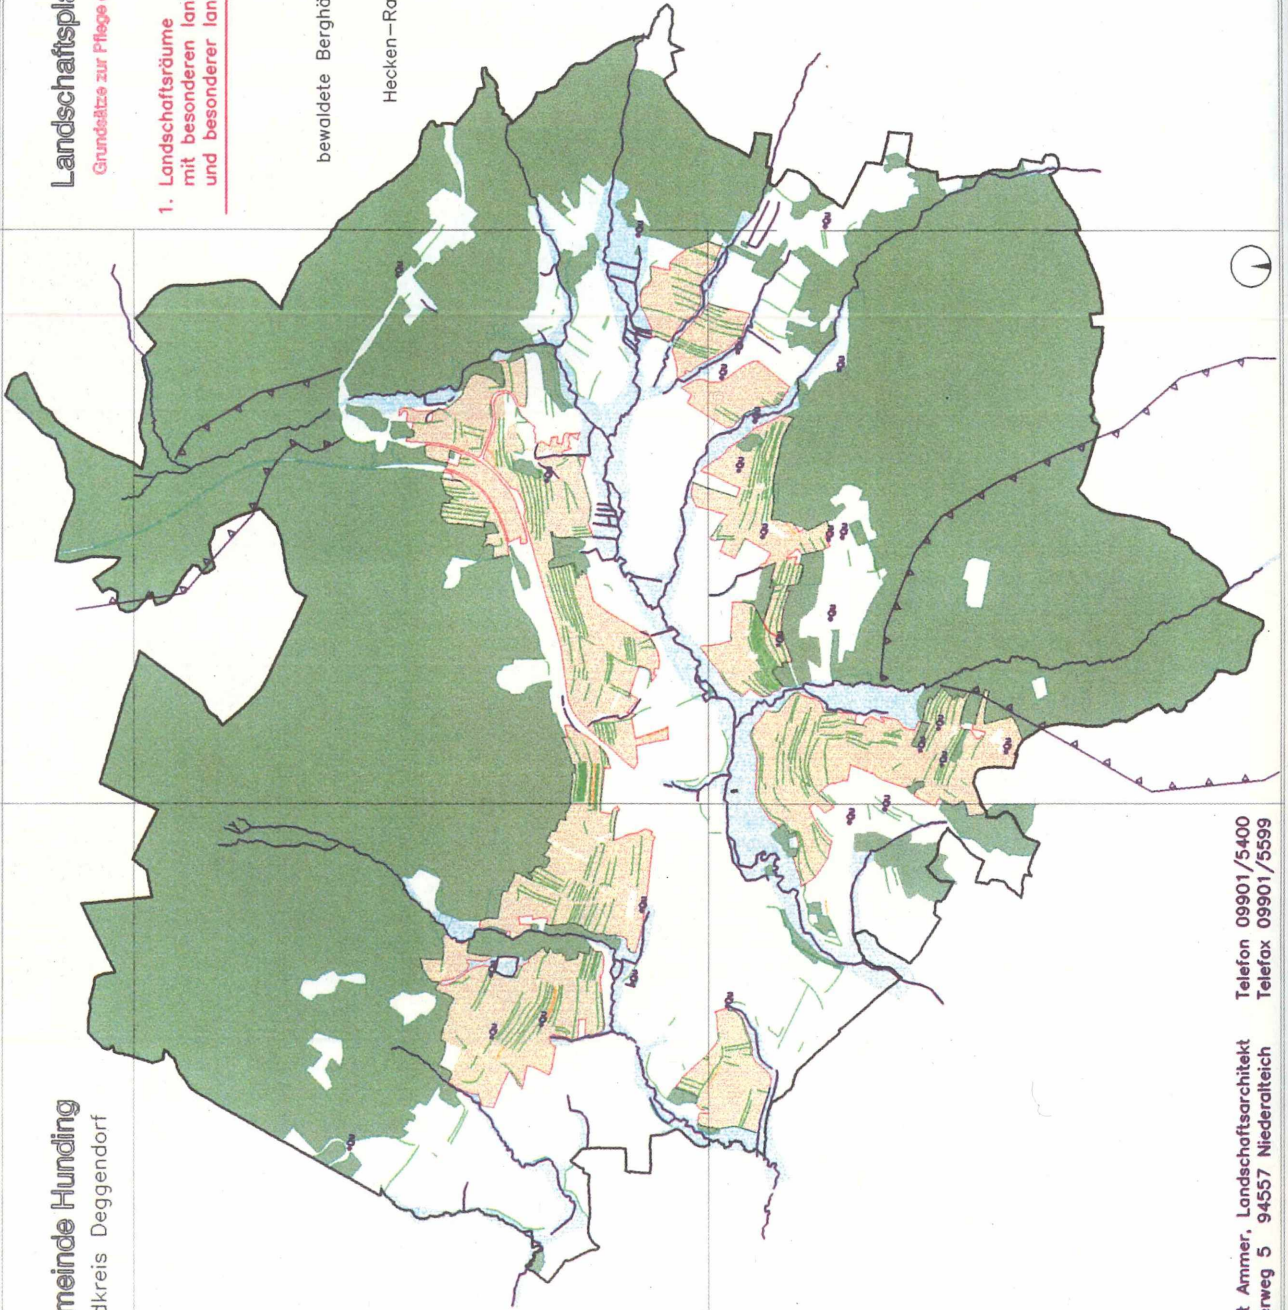 meinde Hunding
dkreis Deggendorf
Landschaftspla
Grundsätze zur Pflege
1. Landschaftsräume
mit besonderen lan
und besonderer lan
bewaldete Berghö
Hecken-Ra
t Ammer, Landschaftsarchitekt Telefon 09901/5400
rweg 5 94557 Niederalteich Telefax 09901/5599